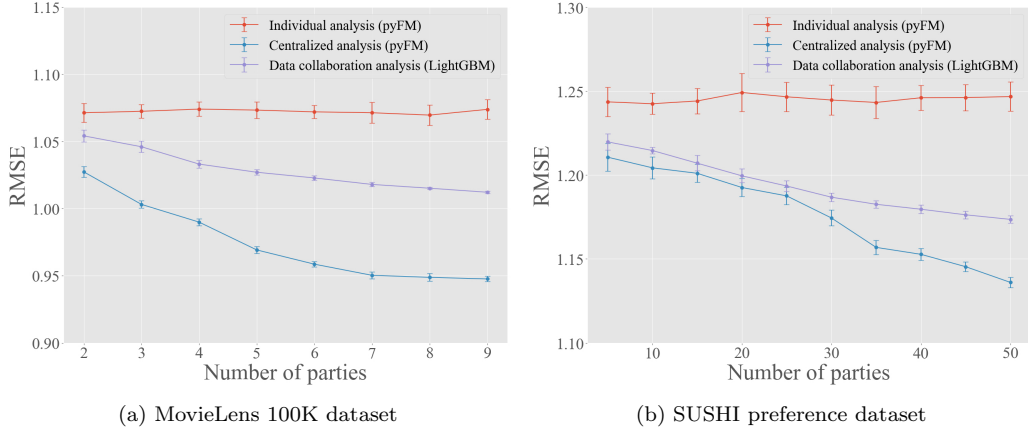 1.15
1.10
1.05
1.00
0.95
0.90
RMSE
Individual analysis (pyFM)
Centralized analysis (pyFM)
Data collaboration analysis (LightGBM)
2 3 4 5 6 7 8 9
Number of parties
(a) MovieLens 100K dataset
1.30
1.25
1.20
1.15
1.10
RMSE
Individual analysis (pyFM)
Centralized analysis (pyFM)
Data collaboration analysis (LightGBM)
10 20 30 40 50
Number of parties
(b) SUSHI preference dataset